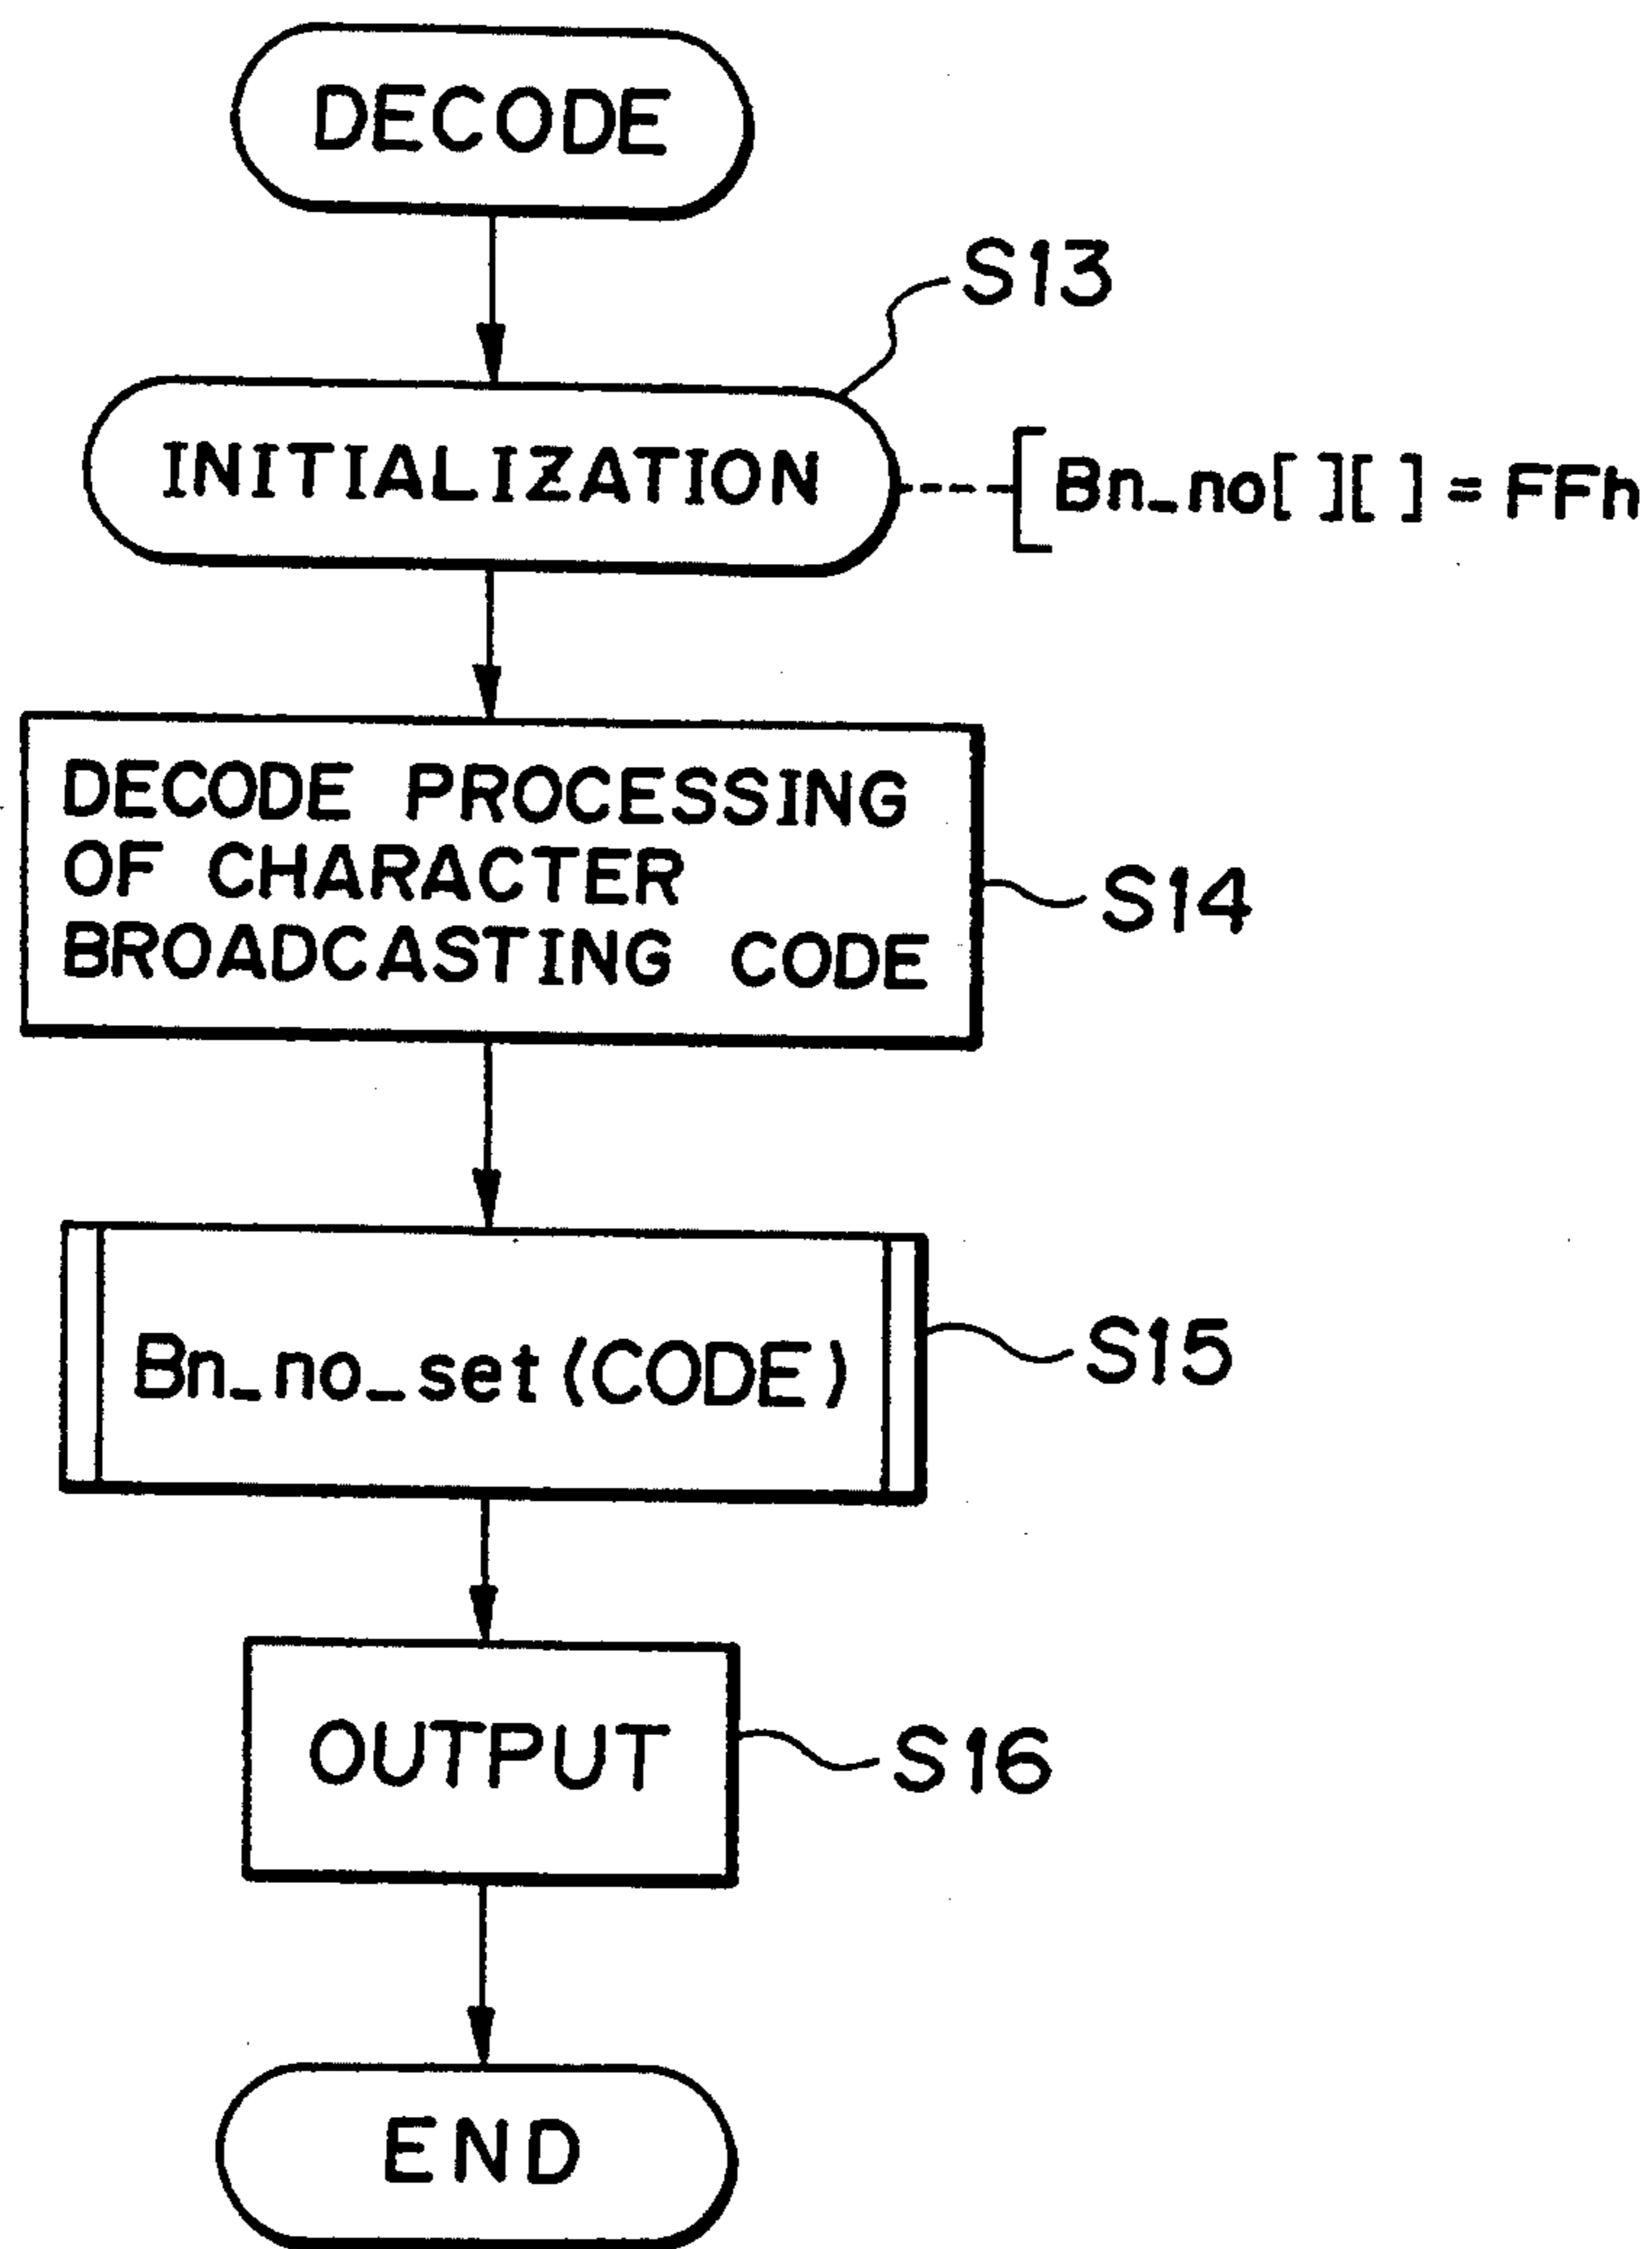 DECODE
S13
INITIALIZATION
Bn_no[ ][ ] = FFh
DECODE PROCESSING
OF CHARACTER
BROADCASTING CODE
S14
Bn_no_set (CODE)
S15
OUTPUT
S16
END